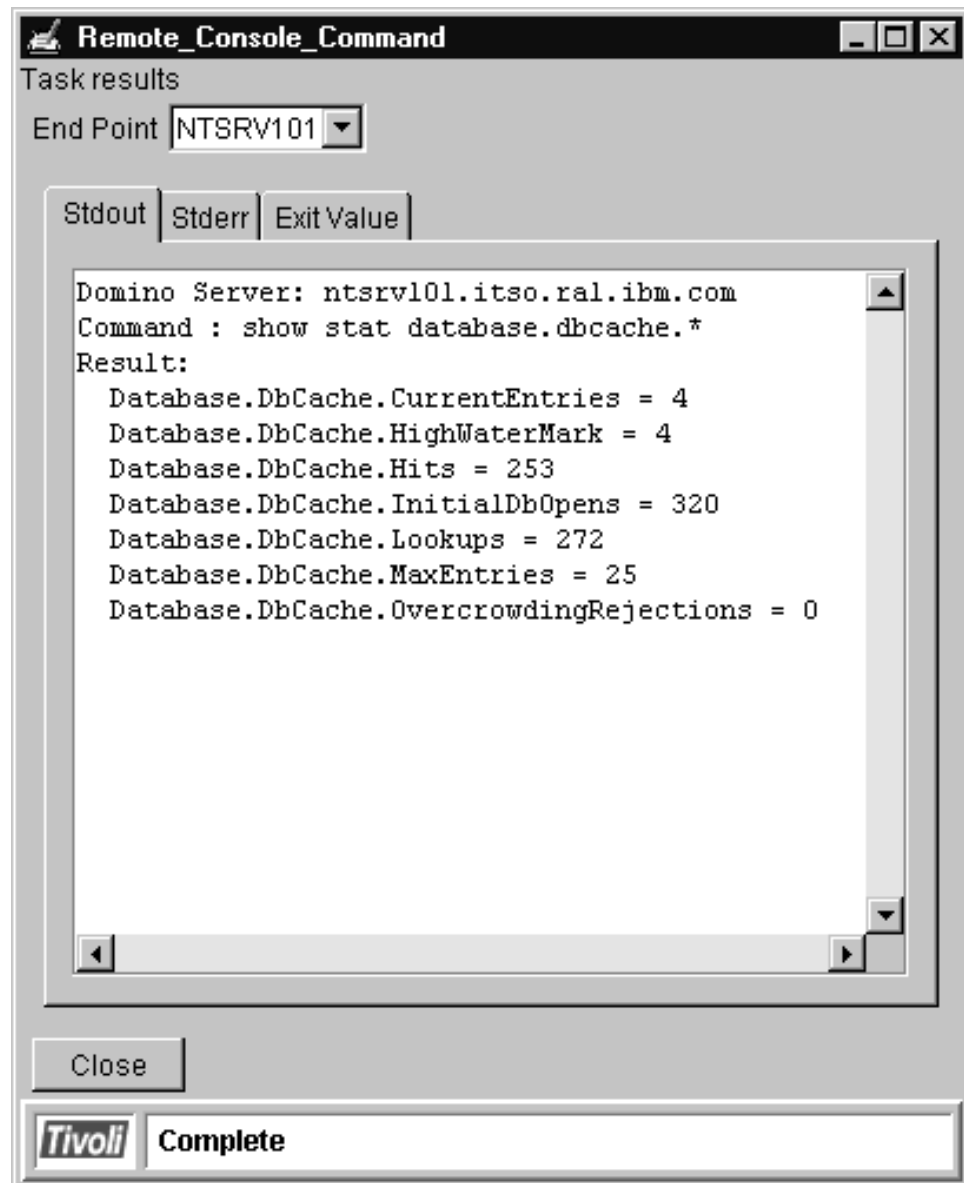 Remote_Console_Command
Task results
End Point NTSRV101
Stdout Stderr Exit Value
Domino Server: ntsrv101.itso.ral.ibm.com
Command : show stat database.dbcache.*
Result:
Database.DbCache.CurrentEntries = 4
Database.DbCache.HighWaterMark = 4
Database.DbCache.Hits = 253
Database.DbCache.InitialDbOpens = 320
Database.DbCache.Lookups = 272
Database.DbCache.MaxEntries = 25
Database.DbCache.OvercrowdingRejections = 0
Close
Tivoli Complete